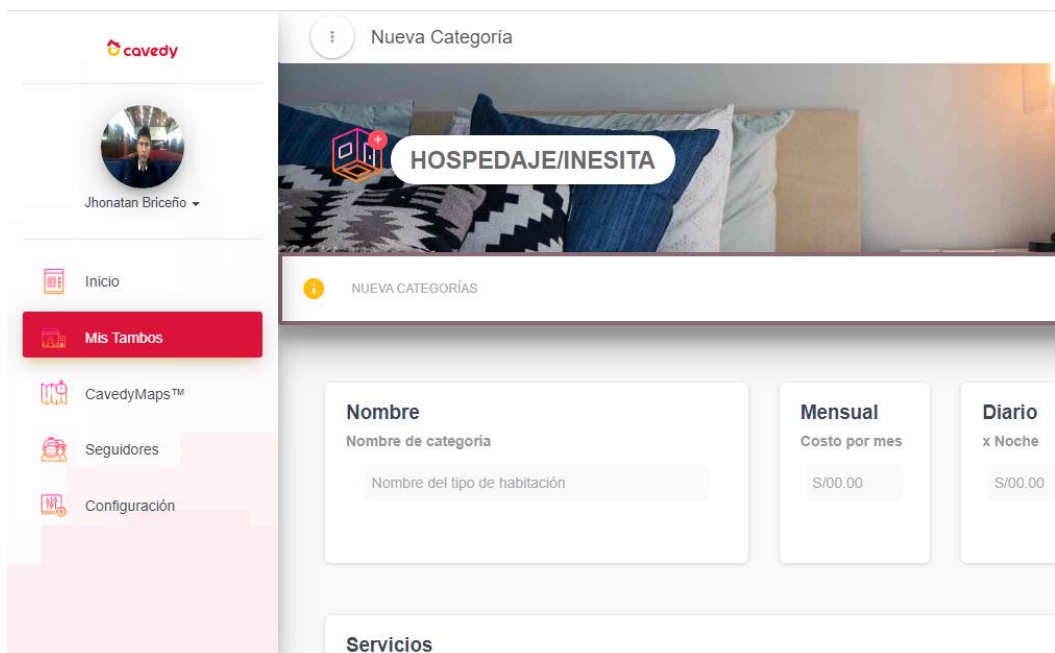 cavedy
Jhonatan Briceño
Inicio
Mis Tambos
CavedyMaps™
Seguidores
Configuración
Nueva Categoría
HOSPEDAJE/INESITA
NUEVA CATEGORÍAS
Nombre
Nombre de categoria
Nombre del tipo de habitación
Mensual
Costo por mes
S/00.00
Diario
x Noche
S/00.00
Servicios